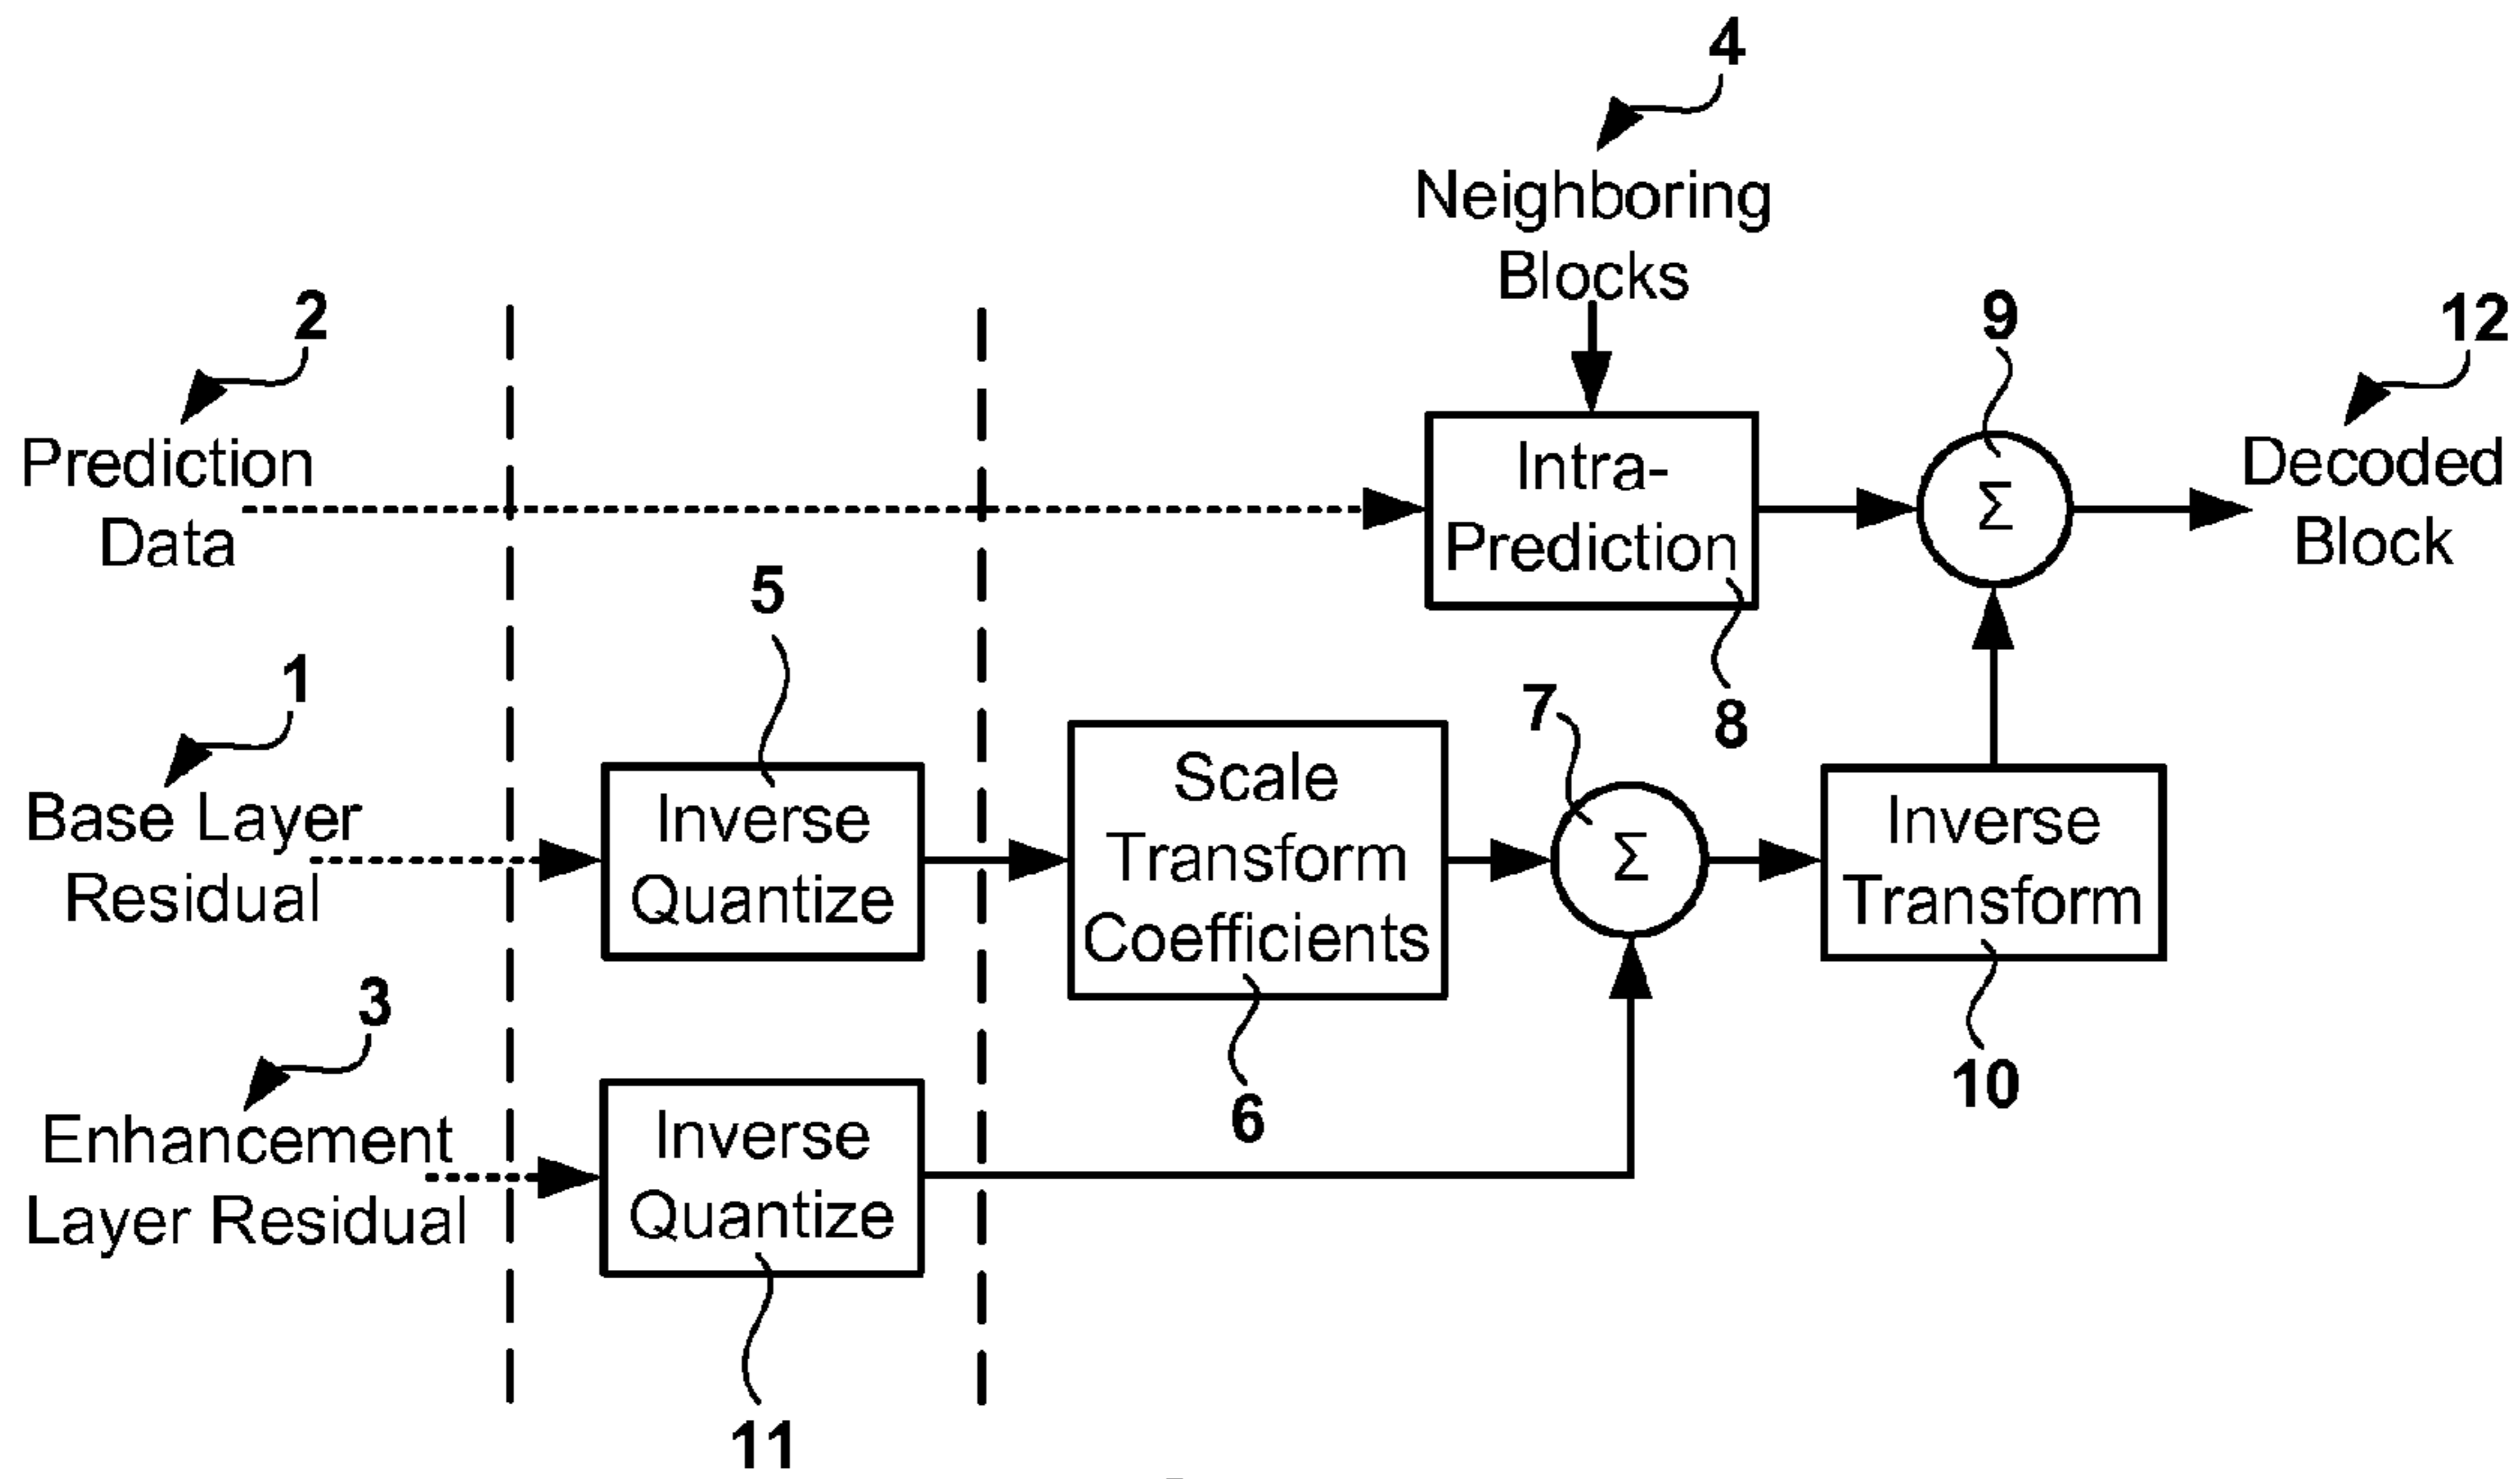 4
Neighboring
Blocks
2
9
12
Prediction
Data
Intra-
Prediction
Σ
Decoded
Block
5
1
7
8
Base Layer
Residual
Inverse
Quantize
Scale
Transform
Coefficients
Σ
Inverse
Transform
3
6
10
Enhancement
Layer Residual
Inverse
Quantize
11